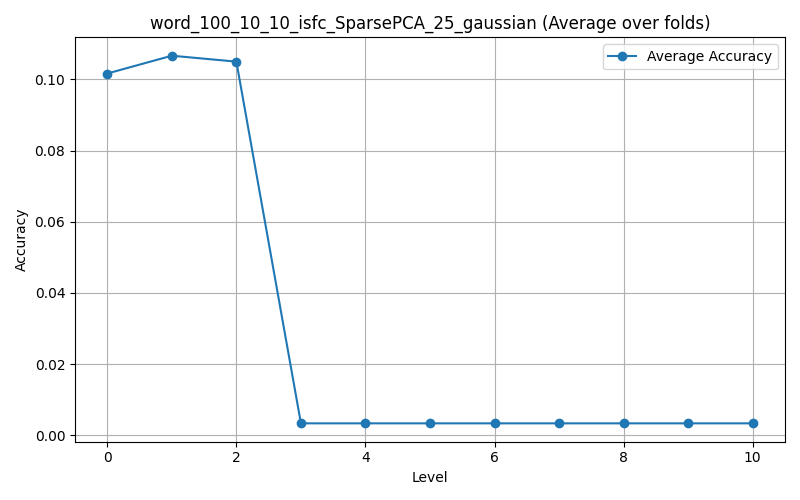 word_100_10_10_isfc_SparsePCA_25_gaussian (Average over folds)
Average Accuracy
0.10
0.08
0.06
0.04
0.02
0.00
Accuracy
0 2 4 6 8 10
Level